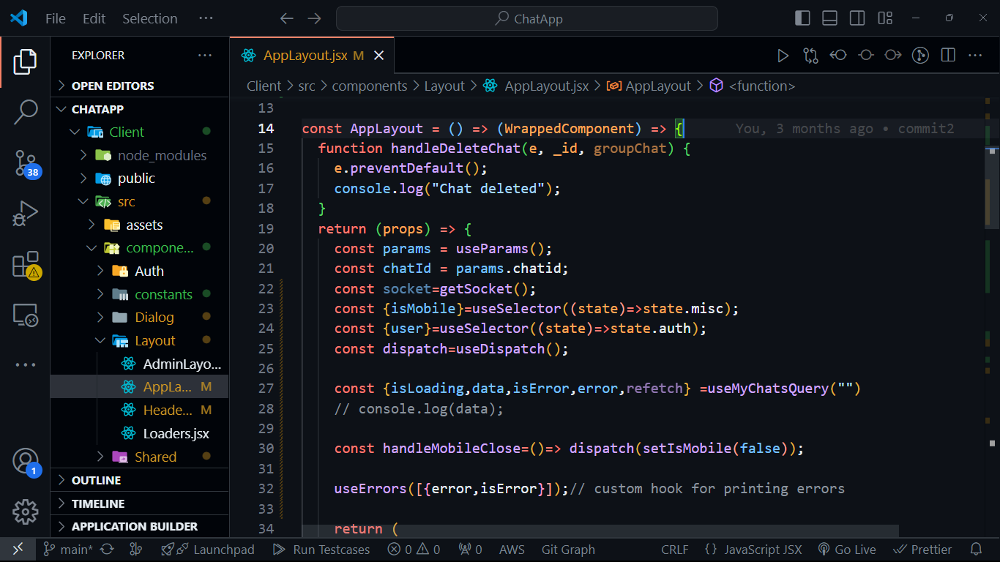 File Edit Selection ···
ChatApp
EXPLORER ···
OPEN EDITORS
CHATAPP
Client
node_modules
public
src
assets
compone...
Auth
constants
Dialog
Layout
AdminLayo...
AppLa... M
Heade... M
Loaders.jsx
Shared
OUTLINE
TIMELINE
APPLICATION BUILDER
38
1
AppLayout.jsx M
Client > src > components > Layout > AppLayout.jsx > AppLayout > <function>
13
14 const AppLayout = () => (WrappedComponent) => { You, 3 months ago • commit2
15 function handleDeleteChat(e, _id, groupChat) {
16 e.preventDefault();
17 console.log("Chat deleted");
18 }
19 return (props) => {
20 const params = useParams();
21 const chatId = params.chatid;
22 const socket=getSocket();
23 const {isMobile}=useSelector((state)=>state.misc);
24 const {user}=useSelector((state)=>state.auth);
25 const dispatch=useDispatch();
26
27 const {isLoading,data,isError,error,refetch} =useMyChatsQuery("")
28 // console.log(data);
29
30 const handleMobileClose=()=> dispatch(setIsMobile(false));
31
32 useErrors([{error,isError}]);// custom hook for printing errors
33
34 return (
main* Launchpad Run Testcases 0 0 0 AWS Git Graph CRLF {} JavaScript JSX Go Live Prettier